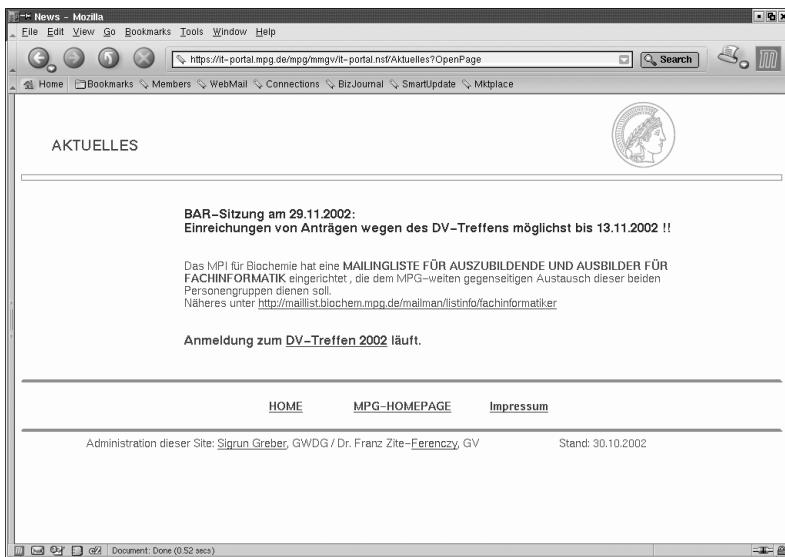 News - Mozilla
File Edit View Go Bookmarks Tools Window Help
https://it-portal.mpg.de/mpg/mmgv/it-portal.nsf/Aktuelles?OpenPage Search
Home Bookmarks Members WebMail Connections BizJournal SmartUpdate Mktplace
AKTUELLES
BAR-Sitzung am 29.11.2002:
Einreichungen von Anträgen wegen des DV-Treffens möglichst bis 13.11.2002 !!
Das MPI für Biochemie hat eine MAILINGLISTE FÜR AUSZUBILDENDE UND AUSBILDER FÜR
FACHINFORMATIK eingerichtet , die dem MPG-weiten gegenseitigen Austausch dieser beiden
Personengruppen dienen soll.
Näheres unter http://maillist.biochem.mpg.de/mailman/listinfo/fachinformatiker
Anmeldung zum DV-Treffen 2002 läuft.
HOME MPG-HOMEPAGE Impressum
Administration dieser Site: Sigrun Greber, GWDG / Dr. Franz Zite-Ferenczy, GV Stand: 30.10.2002
Document: Done (0.52 secs)